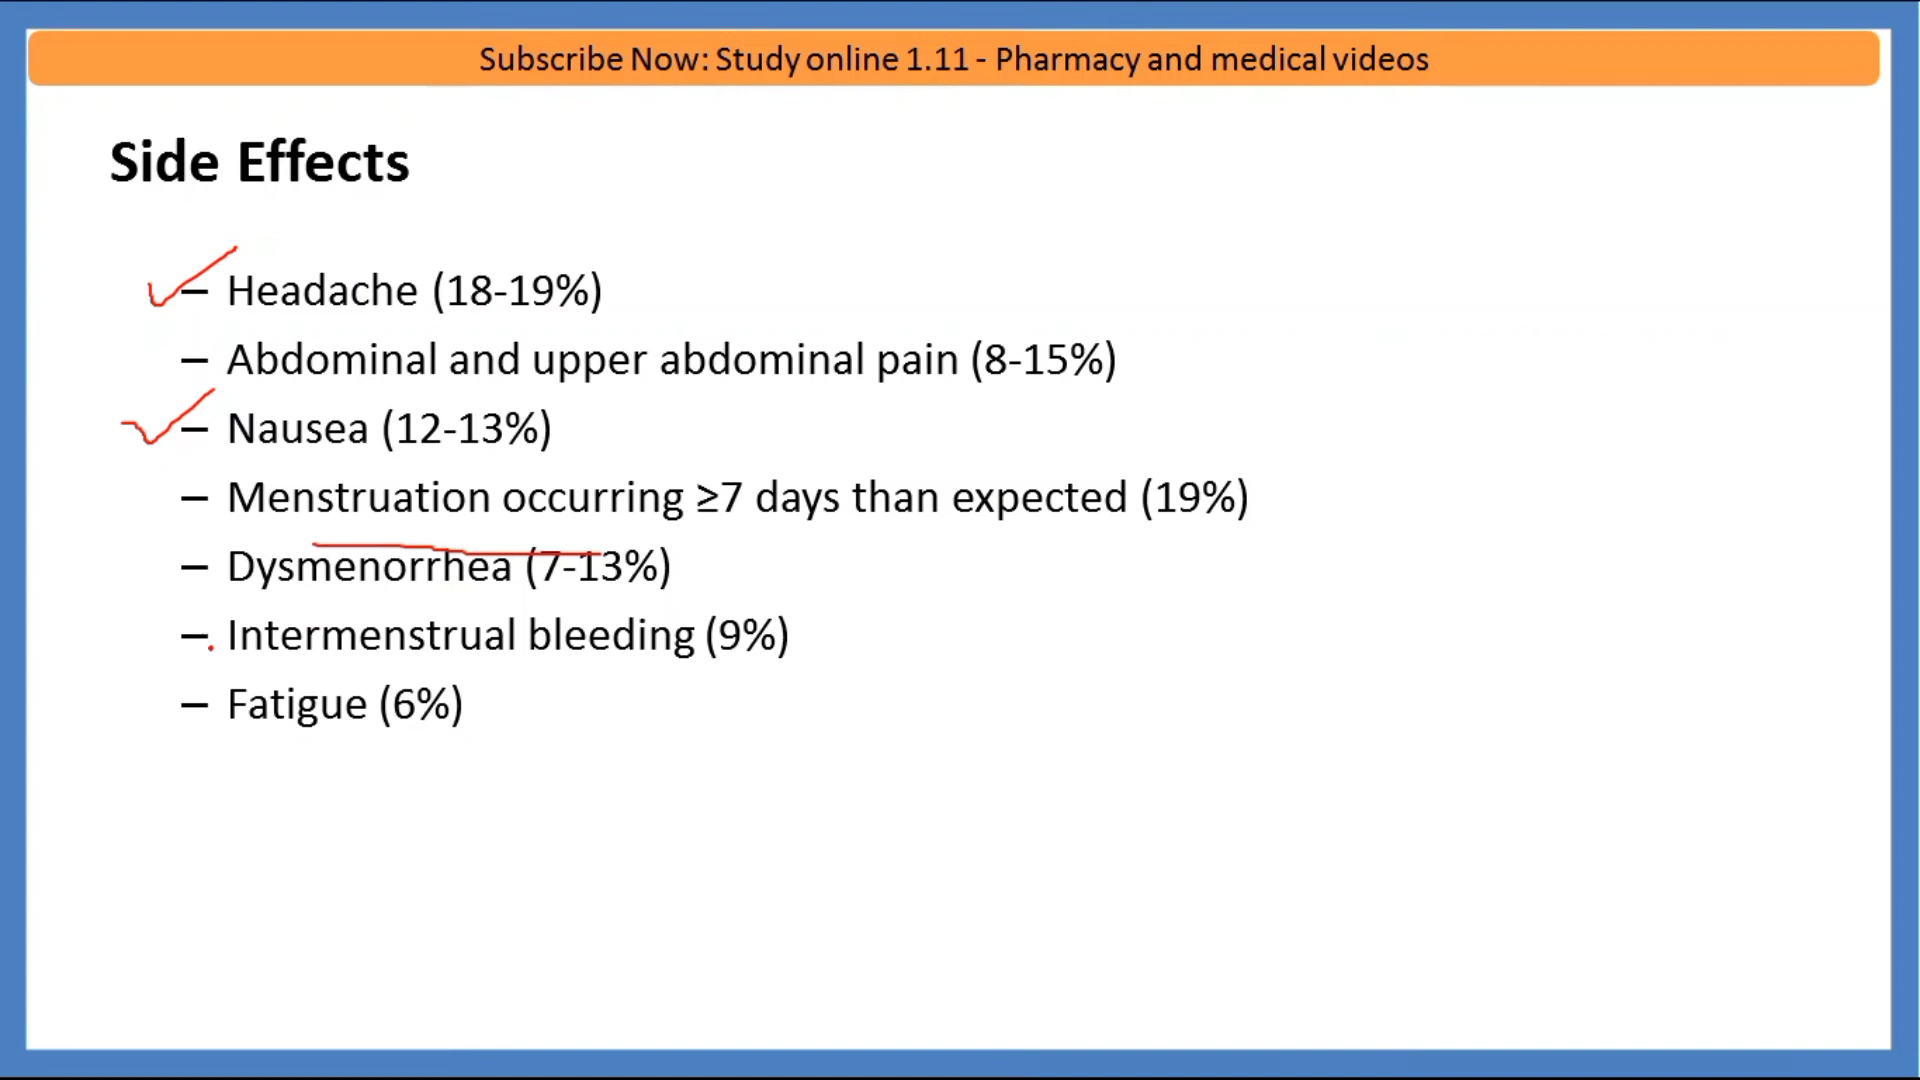 Subscribe Now: Study online 1.11 - Pharmacy and medical videos
Side Effects
– Headache (18-19%)
– Abdominal and upper abdominal pain (8-15%)
– Nausea (12-13%)
– Menstruation occurring ≥7 days than expected (19%)
– Dysmenorrhea (7-13%)
– Intermenstrual bleeding (9%)
– Fatigue (6%)